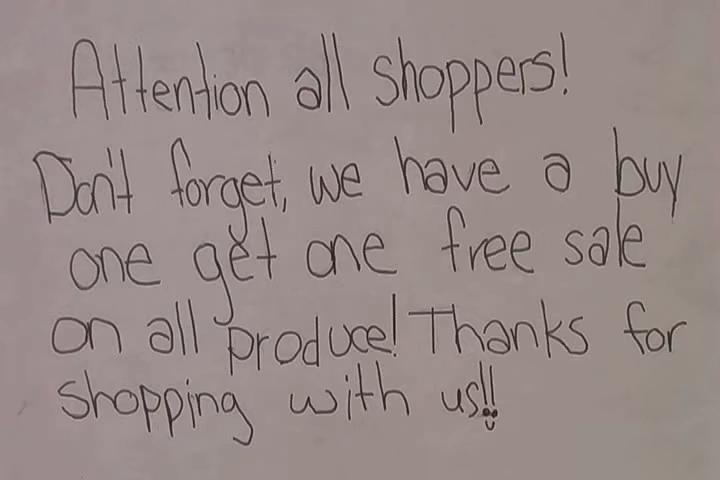 Attention all shoppers!
Don't forget, we have a buy
one get one free sale
on all produce! Thanks for
shopping with us!!